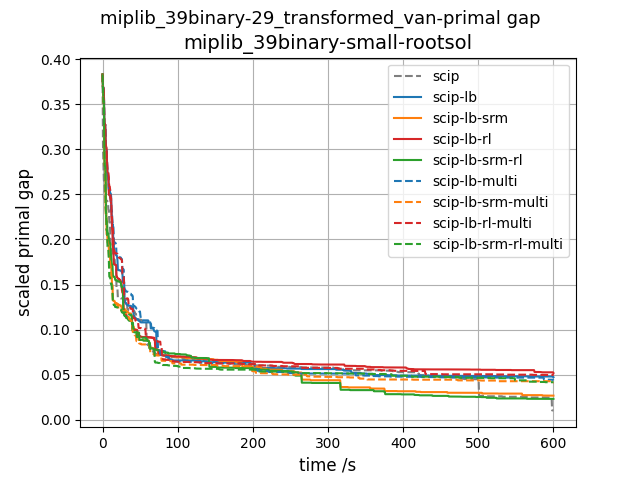 miplib_39binary-29_transformed_van-primal gap
miplib_39binary-small-rootsol
0.40
0.35
0.30
0.25
0.20
0.15
0.10
0.05
0.00
scaled primal gap
scip
scip-lb
scip-lb-srm
scip-lb-rl
scip-lb-srm-rl
scip-lb-multi
scip-lb-srm-multi
scip-lb-rl-multi
scip-lb-srm-rl-multi
0 100 200 300 400 500 600
time /s